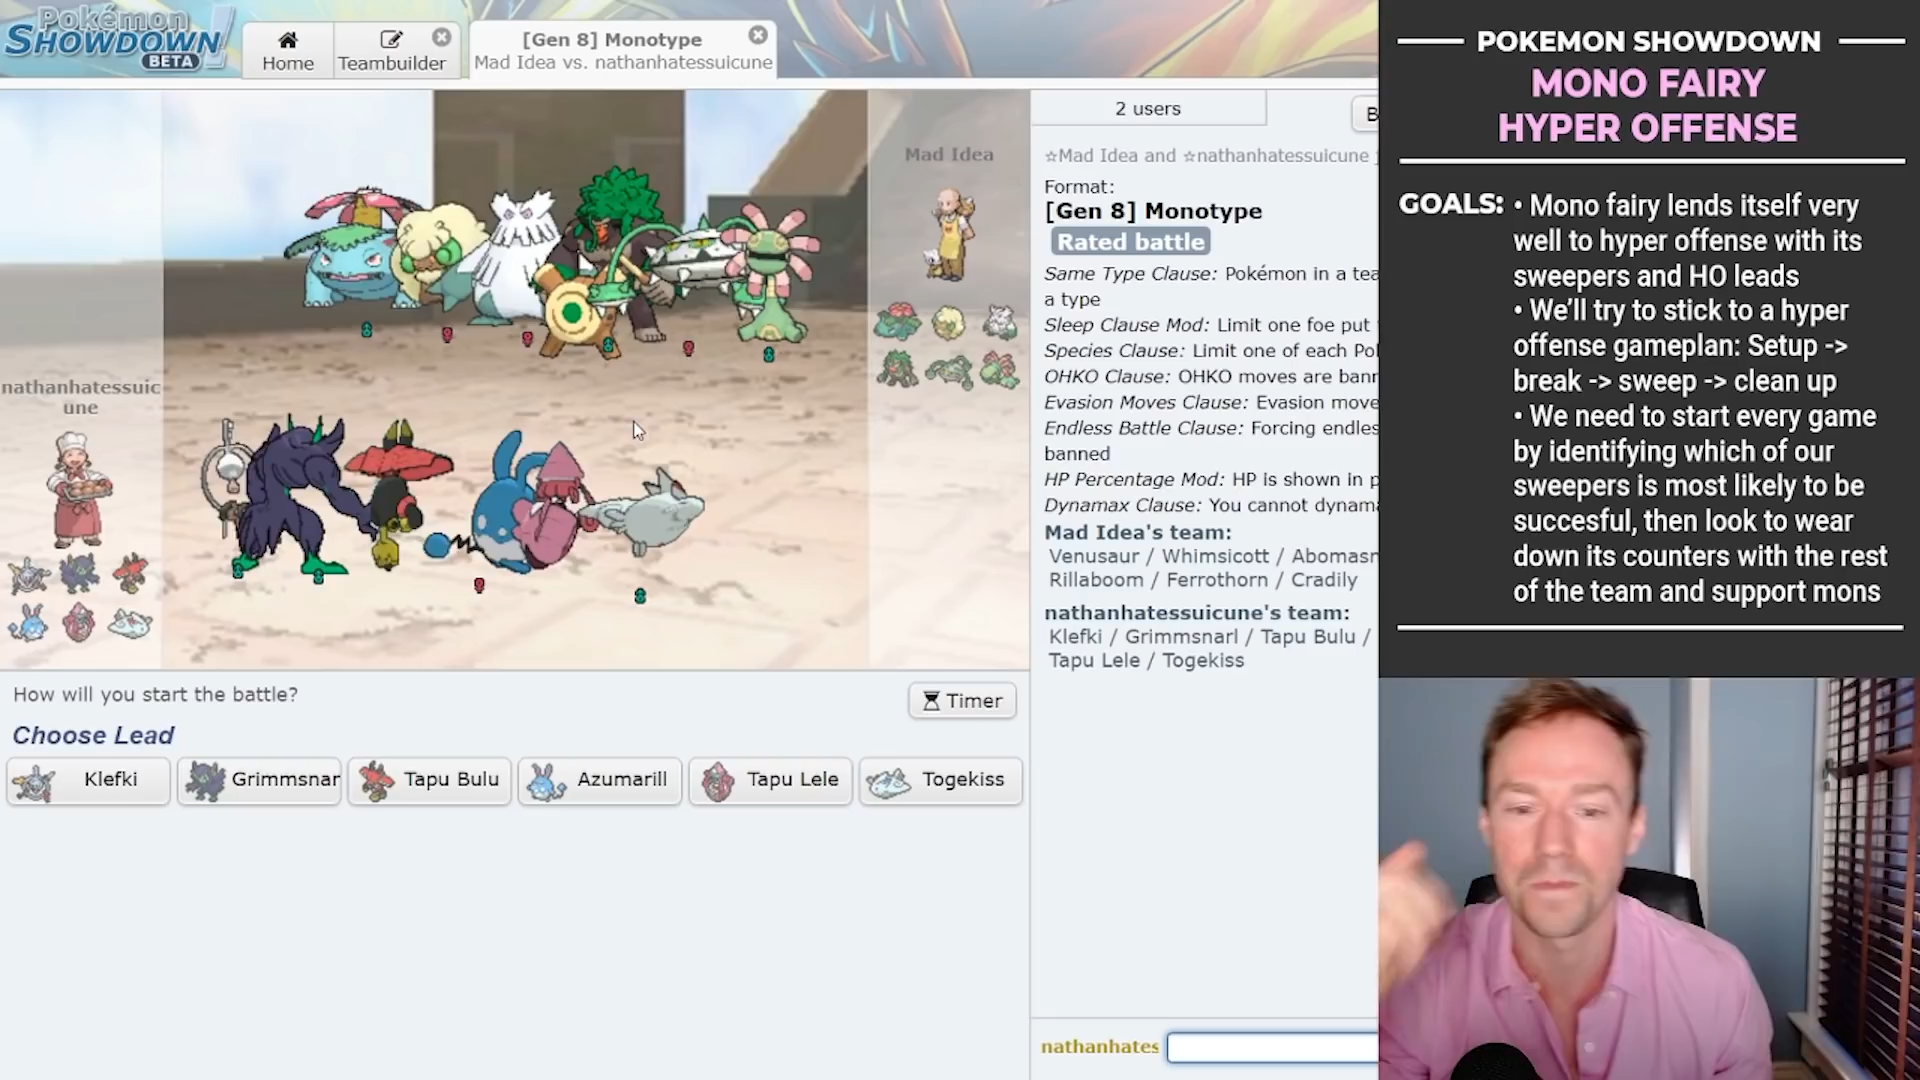 Pokémon
SHOWDOWN!
BETA
Home
Teambuilder
[Gen 8] Monotype
Mad Idea vs. nathanhatessuicune
nathanhatessuic
une
Mad Idea
2 users
B
☆Mad Idea and ☆nathanhatessuicune j
Format:
[Gen 8] Monotype
Rated battle
Same Type Clause: Pokémon in a tea
a type
Sleep Clause Mod: Limit one foe put
Species Clause: Limit one of each Pol
OHKO Clause: OHKO moves are bann
Evasion Moves Clause: Evasion move
Endless Battle Clause: Forcing endles
banned
HP Percentage Mod: HP is shown in p
Dynamax Clause: You cannot dynama
Mad Idea's team:
Venusaur / Whimsicott / Abomasn
Rillaboom / Ferrothorn / Cradily
nathanhatessuicune's team:
Klefki / Grimmsnarl / Tapu Bulu /
Tapu Lele / Togekiss
nathanhates
How will you start the battle?
Timer
Choose Lead
Klefki
Grimmsnar
Tapu Bulu
Azumarill
Tapu Lele
Togekiss
POKEMON SHOWDOWN
MONO FAIRY
HYPER OFFENSE
GOALS: • Mono fairy lends itself very
well to hyper offense with its
sweepers and HO leads
• We'll try to stick to a hyper
offense gameplan: Setup ->
break -> sweep -> clean up
• We need to start every game
by identifying which of our
sweepers is most likely to be
succesful, then look to wear
down its counters with the rest
of the team and support mons